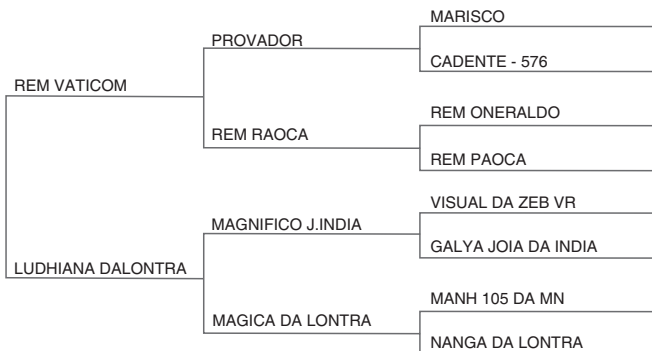 MARISCO
PROVADOR
CADENTE - 576
REM VATICOM
REM ONERALDO
REM RAOCA
REM PAOCA
VISUAL DA ZEB VR
MAGNIFICO J.INDIA
GALYA JOIA DA INDIA
LUDHIANA DALONTRA
MANH 105 DA MN
MAGICA DA LONTRA
NANGA DA LONTRA